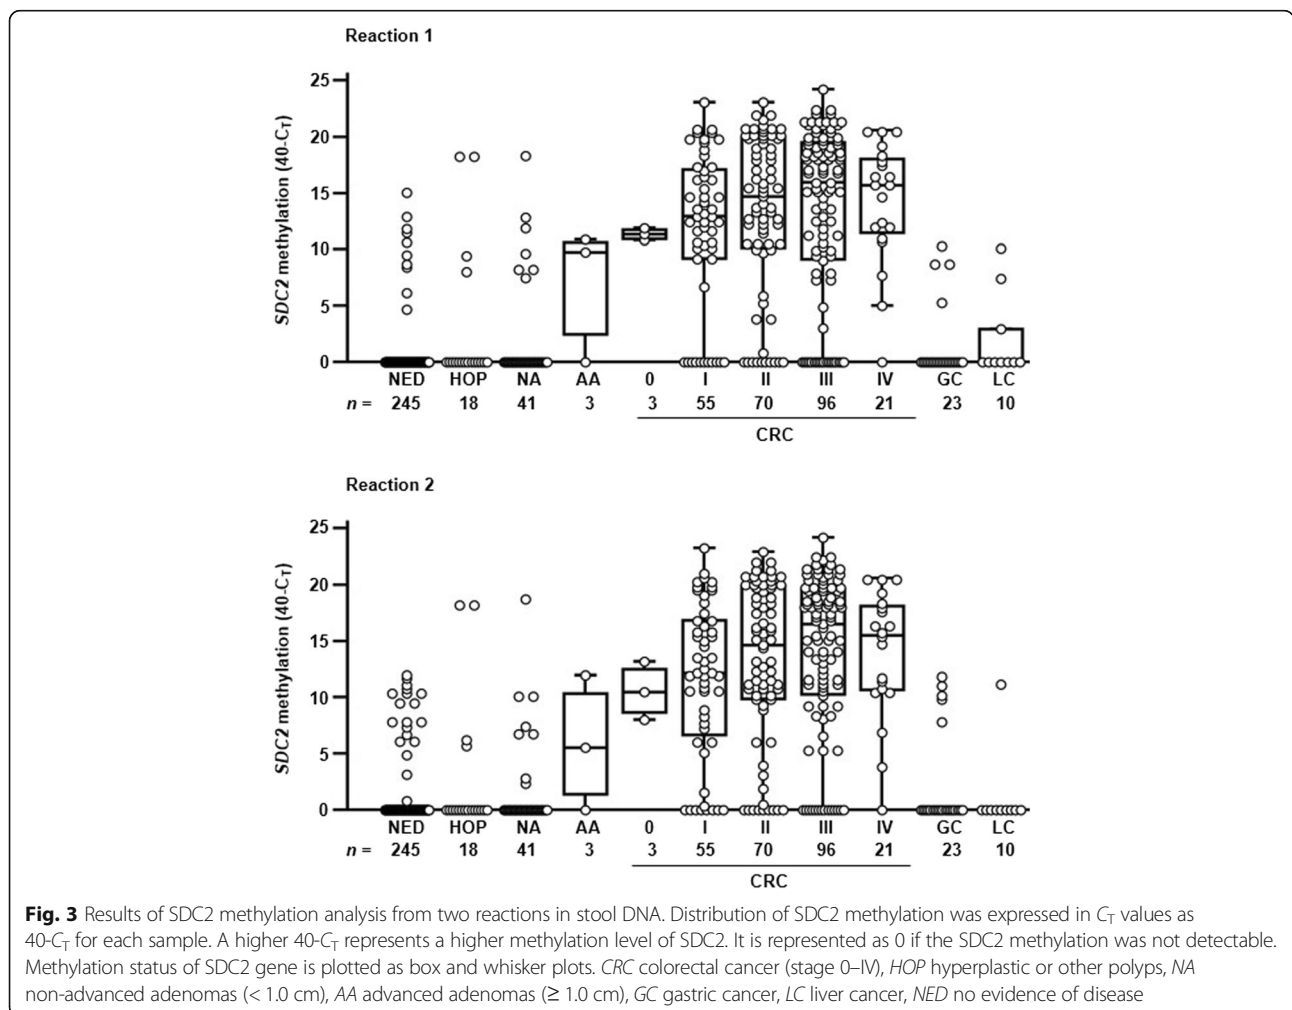 Reaction 1
SDC2 methylation (40-CT)
25
20
15
10
5
0
NED HOP NA AA 0 I II III IV GC LC
n = 245 18 41 3 3 55 70 96 21 23 10
CRC
Reaction 2
SDC2 methylation (40-CT)
25
20
15
10
5
0
NED HOP NA AA 0 I II III IV GC LC
n = 245 18 41 3 3 55 70 96 21 23 10
CRC
Fig. 3 Results of SDC2 methylation analysis from two reactions in stool DNA. Distribution of SDC2 methylation was expressed in CT values as
40-CT for each sample. A higher 40-CT represents a higher methylation level of SDC2. It is represented as 0 if the SDC2 methylation was not detectable.
Methylation status of SDC2 gene is plotted as box and whisker plots. CRC colorectal cancer (stage 0–IV), HOP hyperplastic or other polyps, NA
non-advanced adenomas (< 1.0 cm), AA advanced adenomas (≥ 1.0 cm), GC gastric cancer, LC liver cancer, NED no evidence of disease